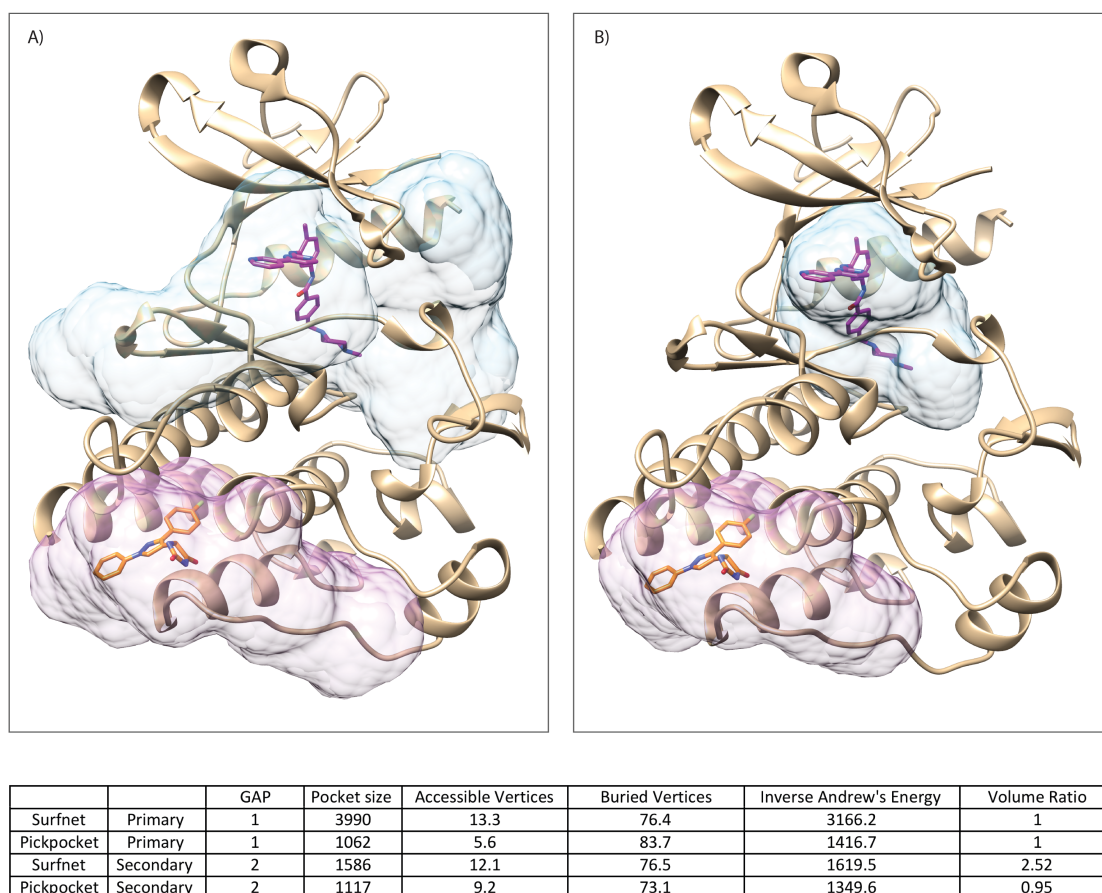 A)
B)
GAP Pocket size Accessible Vertices Buried Vertices Inverse Andrew's Energy Volume Ratio
Surfnet Primary 1 3990 13.3 76.4 3166.2 1
Pickpocket Primary 1 1062 5.6 83.7 1416.7 1
Surfnet Secondary 2 1586 12.1 76.5 1619.5 2.52
Pickpocket Secondary 2 1117 9.2 73.1 1349.6 0.95